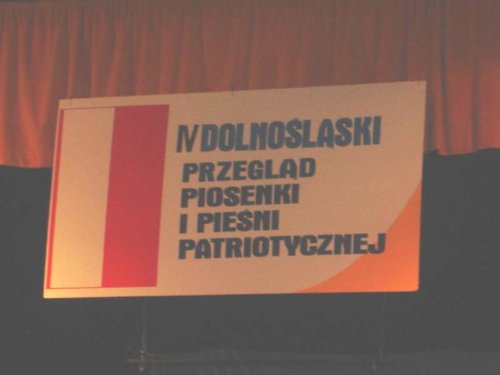 IV DOLNOŚLĄSKI
PRZEGLĄD
PIOSENKI
I PIEŚNI
PATRIOTYCZNEJ